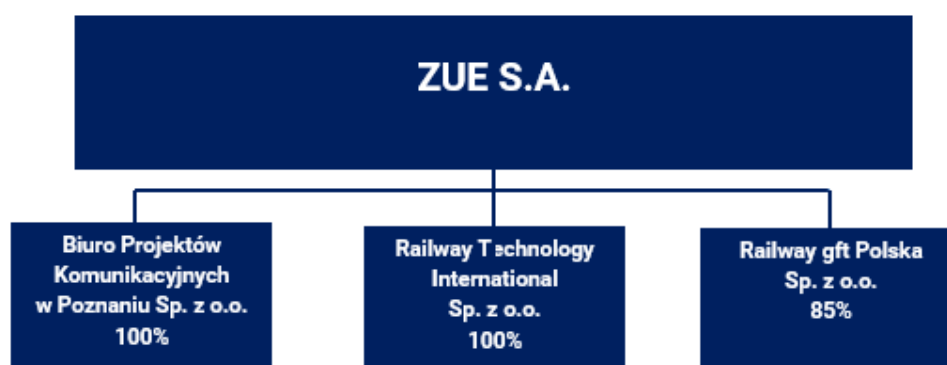 ZUE S.A.
Biuro Projektów
Komunikacyjnych
w Poznaniu Sp. z o.o.
100%
Railway Technology
International
Sp. z o.o.
100%
Railway gft Polska
Sp. z o.o.
85%